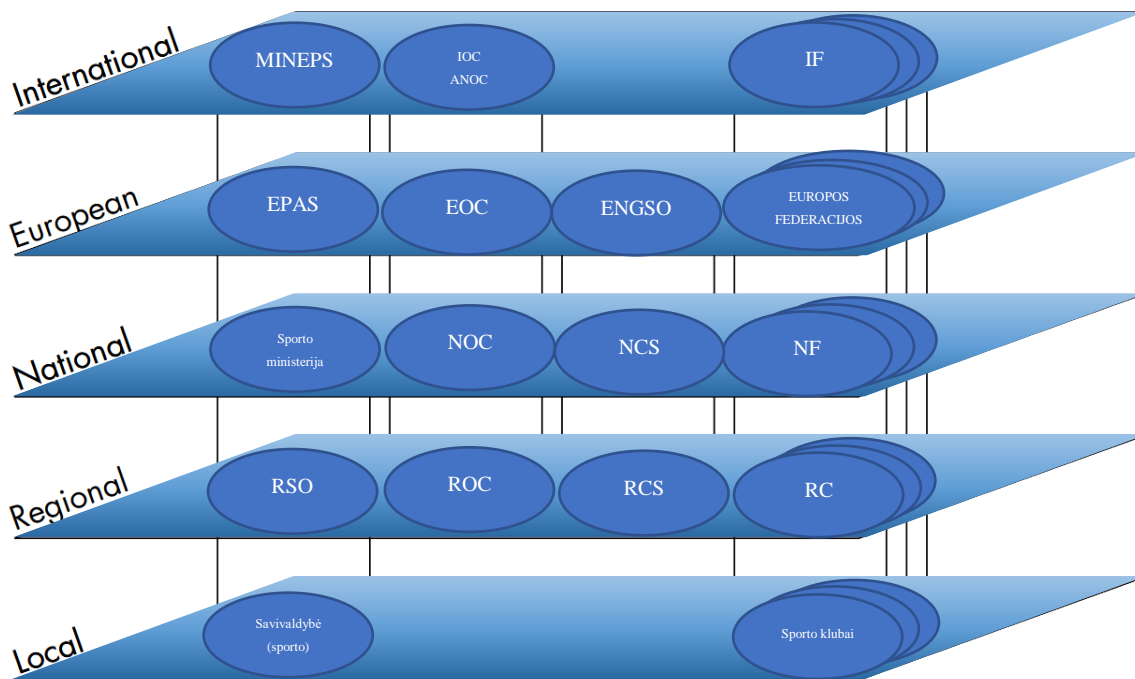 International
MINEPS
IOC
ANOC
IF
European
EPAS
EOC
ENGSO
EUROPOS
FEDERACIJOS
National
Sporto
ministerija
NOC
NCS
NF
Regional
RSO
ROC
RCS
RC
Local
Savivaldybė
(sporto)
Sporto klubai